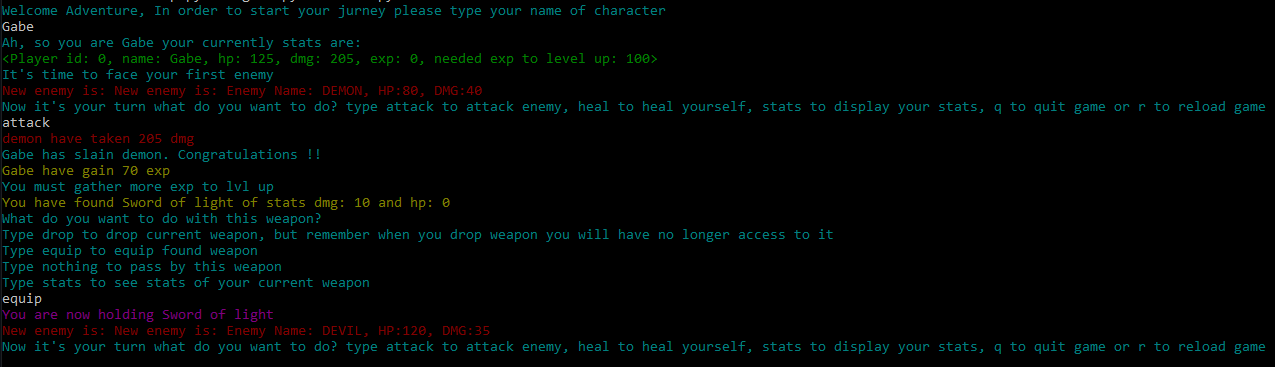 Welcome Adventure, In order to start your jurney please type your name of character
Gabe
Ah, so you are Gabe your currently stats are:
<Player id: 0, name: Gabe, hp: 125, dmg: 205, exp: 0, needed exp to level up: 100>
It's time to face your first enemy
New enemy is: New enemy is: Enemy Name: DEMON, HP:80, DMG:40
Now it's your turn what do you want to do? type attack to attack enemy, heal to heal yourself, stats to display your stats, q to quit game or r to reload game
attack
demon have taken 205 dmg
Gabe has slain demon. Congratulations !!
Gabe have gain 70 exp
You must gather more exp to lvl up
You have found Sword of light of stats dmg: 10 and hp: 0
What do you want to do with this weapon?
Type drop to drop current weapon, but remember when you drop weapon you will have no longer access to it
Type equip to equip found weapon
Type nothing to pass by this weapon
Type stats to see stats of your current weapon
equip
You are now holding Sword of light
New enemy is: New enemy is: Enemy Name: DEVIL, HP:120, DMG:35
Now it's your turn what do you want to do? type attack to attack enemy, heal to heal yourself, stats to display your stats, q to quit game or r to reload game